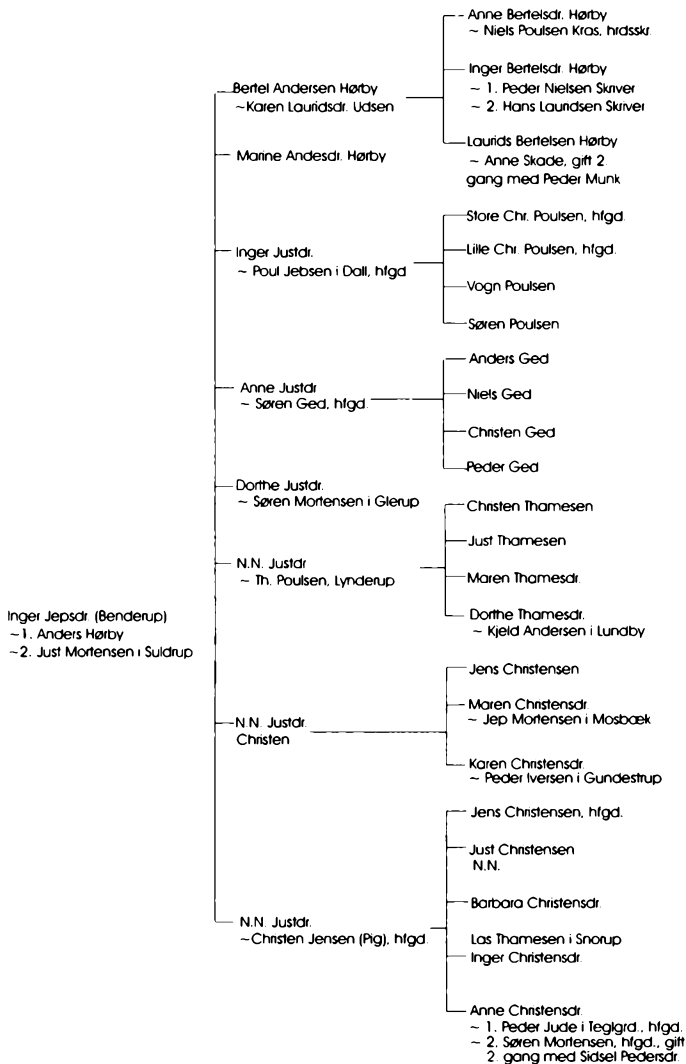 Inger Jepsdr. (Benderup)
~1. Anders Hørby
~2. Just Mortensen i Suldrup
Bertel Andersen Hørby
~Karen Lauridsdr. Udsen
Anne Bertelsdr. Hørby
~ Niels Poulsen Kras, hrdsskr.
Inger Bertelsdr. Hørby
~ 1. Peder Nielsen Skriver
~ 2. Hans Lauridsen Skriver
Laurids Bertelsen Hørby
~ Anne Skade, gift 2.
gang med Peder Munk
Marine Andesdr. Hørby
Inger Justdr.
~ Poul Jebsen i Dall, hfgd
Store Chr. Poulsen, hfgd.
Lille Chr. Poulsen, hfgd.
Vogn Poulsen
Søren Poulsen
Anne Justdr
~ Søren Ged, hfgd.
Anders Ged
Niels Ged
Christen Ged
Peder Ged
Dorthe Justdr.
~ Søren Mortensen i Glerup
N.N. Justdr
~ Th. Poulsen, Lynderup
Christen Thamesen
Just Thamesen
Maren Thamesdr.
Dorthe Thamesdr.
~ Kjeld Andersen i Lundby
N.N. Justdr.
Christen
Jens Christensen
Maren Christensdr.
~ Jep Mortensen i Mosbæk
Karen Christensdr.
~ Peder Iversen i Gundestrup
N.N. Justdr.
~Christen Jensen (Pig), hfgd.
Jens Christensen, hfgd.
Just Christensen
N.N.
Barbara Christensdr.
Las Thamesen i Snorup
Inger Christensdr.
Anne Christensdr.
~ 1. Peder Jude i Teglgrd., hfgd.
~ 2. Søren Mortensen, hfgd., gift
2. gang med Sidsel Pedersdr.